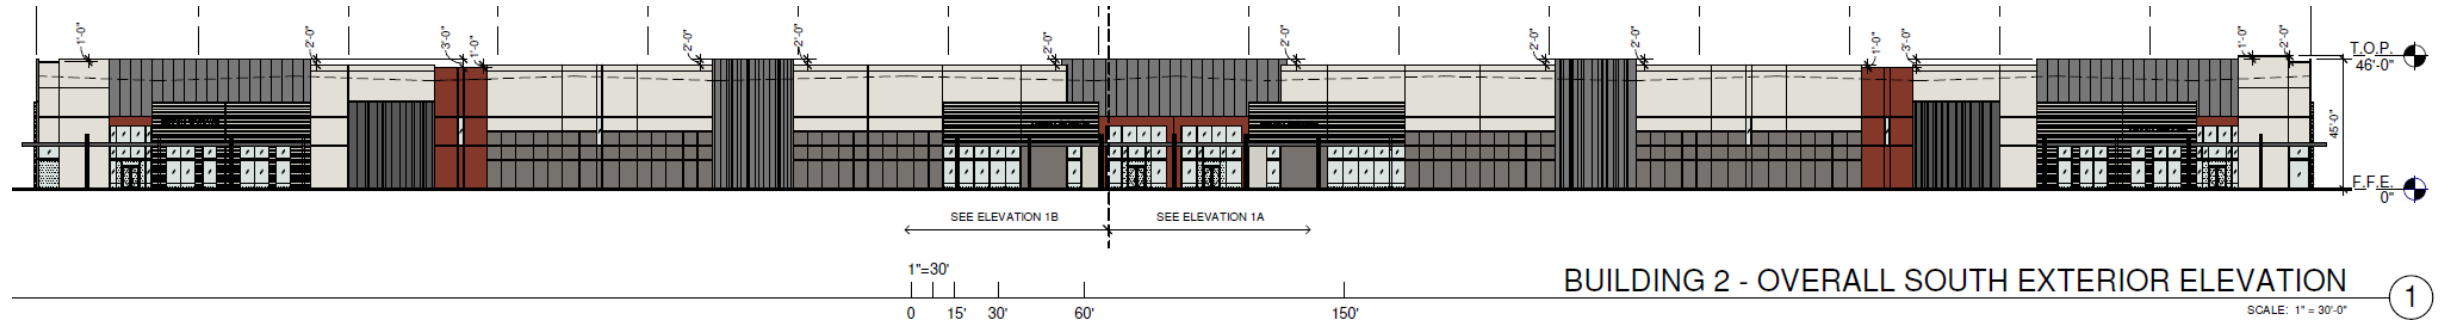 1'-0"
2'-0"
3'-0"
1'-0"
2'-0"
2'-0"
2'-0"
2'-0"
2'-0"
2'-0"
1'-0"
3'-0"
1'-0"
2'-0"
T.O.P.
46'-0"
45'-0"
F.F.E.
0"
SEE ELEVATION 1B
SEE ELEVATION 1A
1"=30'
0 15' 30' 60' 150'
BUILDING 2 - OVERALL SOUTH EXTERIOR ELEVATION
SCALE: 1" = 30'-0"
1